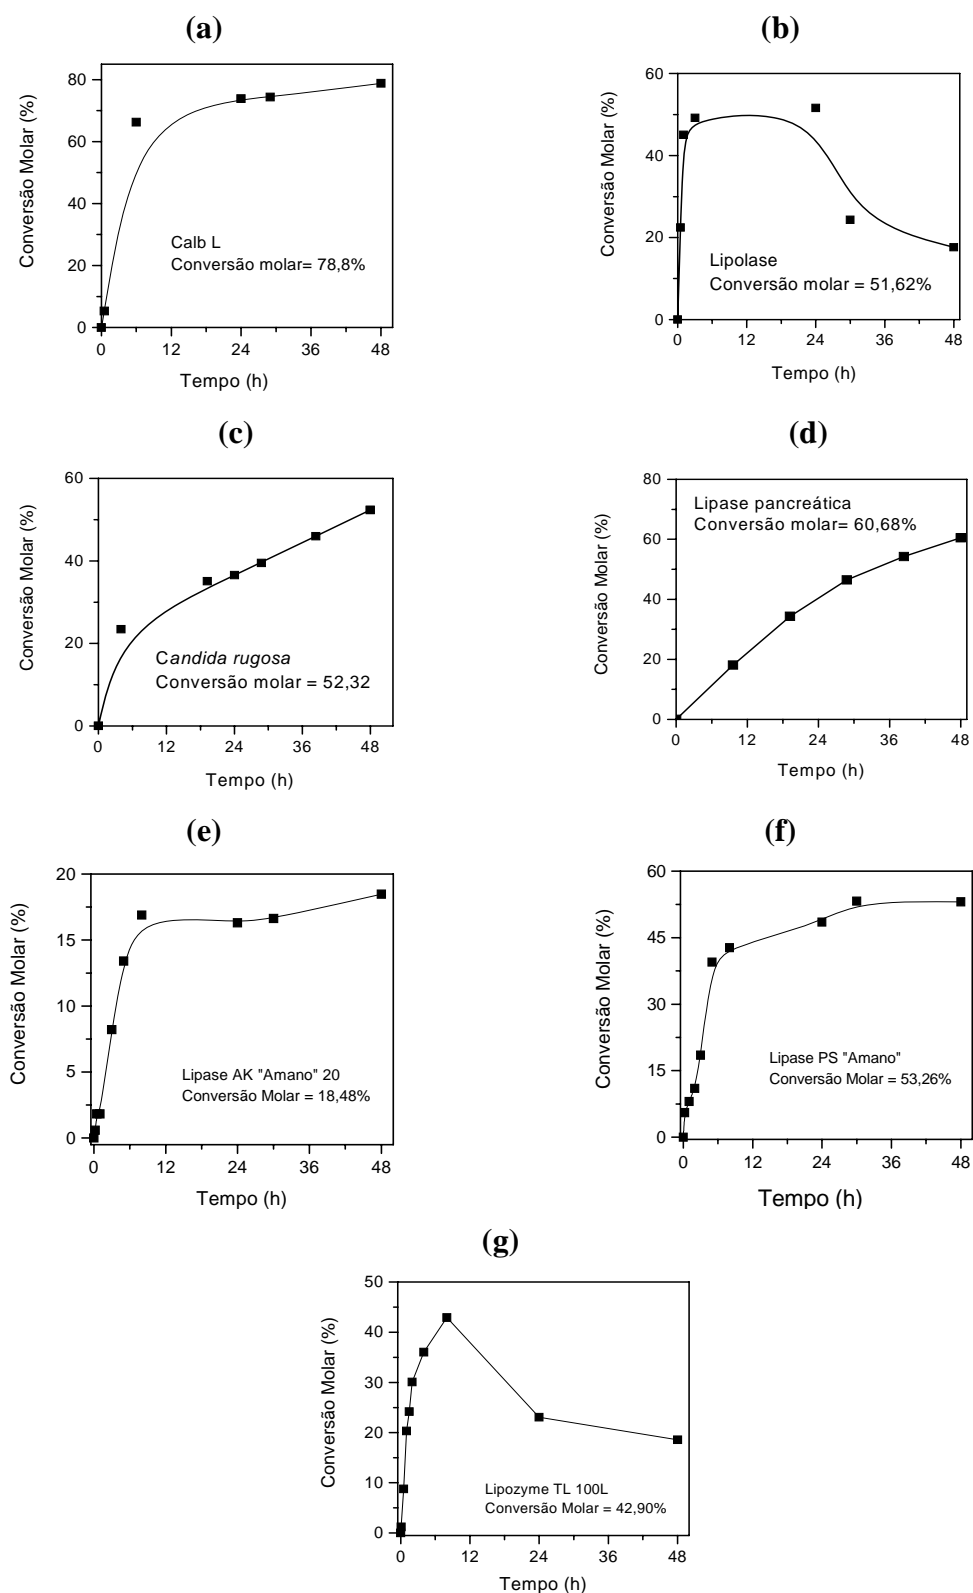 (a)
Conversão Molar (%)
80
60
40
20
0
Calb L
Conversão molar= 78,8%
0 12 24 36 48
Tempo (h)
(b)
Conversão Molar (%)
60
40
20
0
Lipolase
Conversão molar = 51,62%
0 12 24 36 48
Tempo (h)
(c)
Conversão Molar (%)
60
40
20
0
Candida rugosa
Conversão molar = 52,32
0 12 24 36 48
Tempo (h)
(d)
Conversão Molar (%)
80
60
40
20
0
Lipase pancreática
Conversão molar= 60,68%
0 12 24 36 48
Tempo (h)
(e)
Conversão Molar (%)
20
15
10
5
0
Lipase AK "Amano" 20
Conversão Molar = 18,48%
0 12 24 36 48
Tempo (h)
(f)
Conversão Molar (%)
60
45
30
15
0
Lipase PS "Amano"
Conversão Molar = 53,26%
0 12 24 36 48
Tempo (h)
(g)
Conversão Molar (%)
50
40
30
20
10
0
Lipozyme TL 100L
Conversão Molar = 42,90%
0 12 24 36 48
Tempo (h)